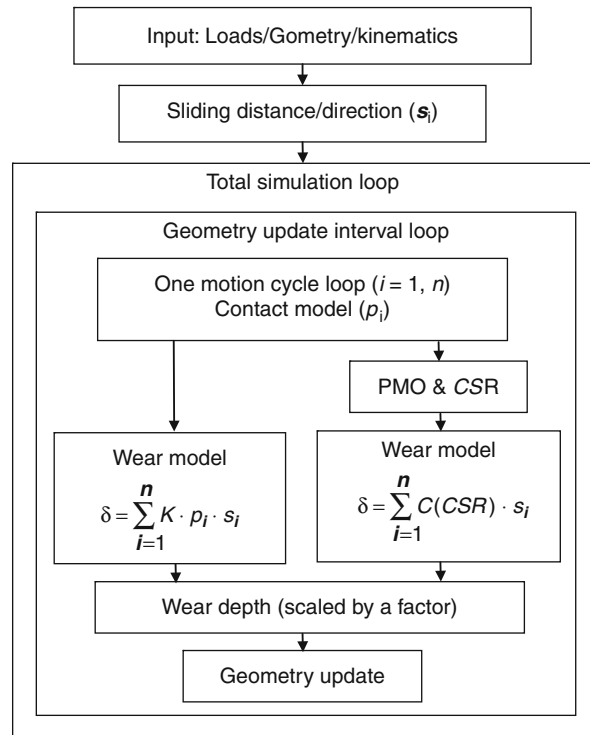 Input: Loads/Gometry/kinematics
Sliding distance/direction (sᵢ)
Total simulation loop
Geometry update interval loop
One motion cycle loop (i = 1, n)
Contact model (pᵢ)
PMO & CSR
Wear model
δ = ∑ⁿᵢ₌₁ K · pᵢ · sᵢ
Wear model
δ = ∑ⁿᵢ₌₁ C(CSR) · sᵢ
Wear depth (scaled by a factor)
Geometry update